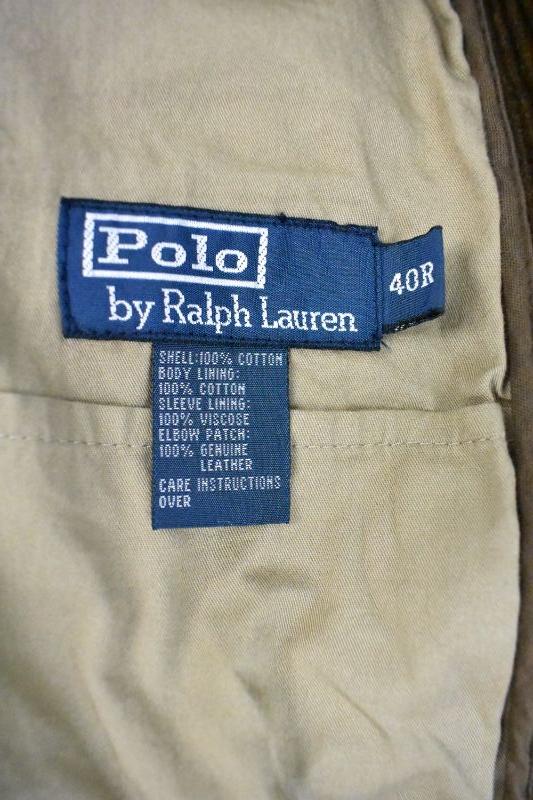 Polo
by Ralph Lauren
40R
SHELL:100% COTTON
BODY LINING:
100% COTTON
SLEEVE LINING:
100% VISCOSE
ELBOW PATCH:
100% GENUINE
LEATHER
CARE INSTRUCTIONS
OVER